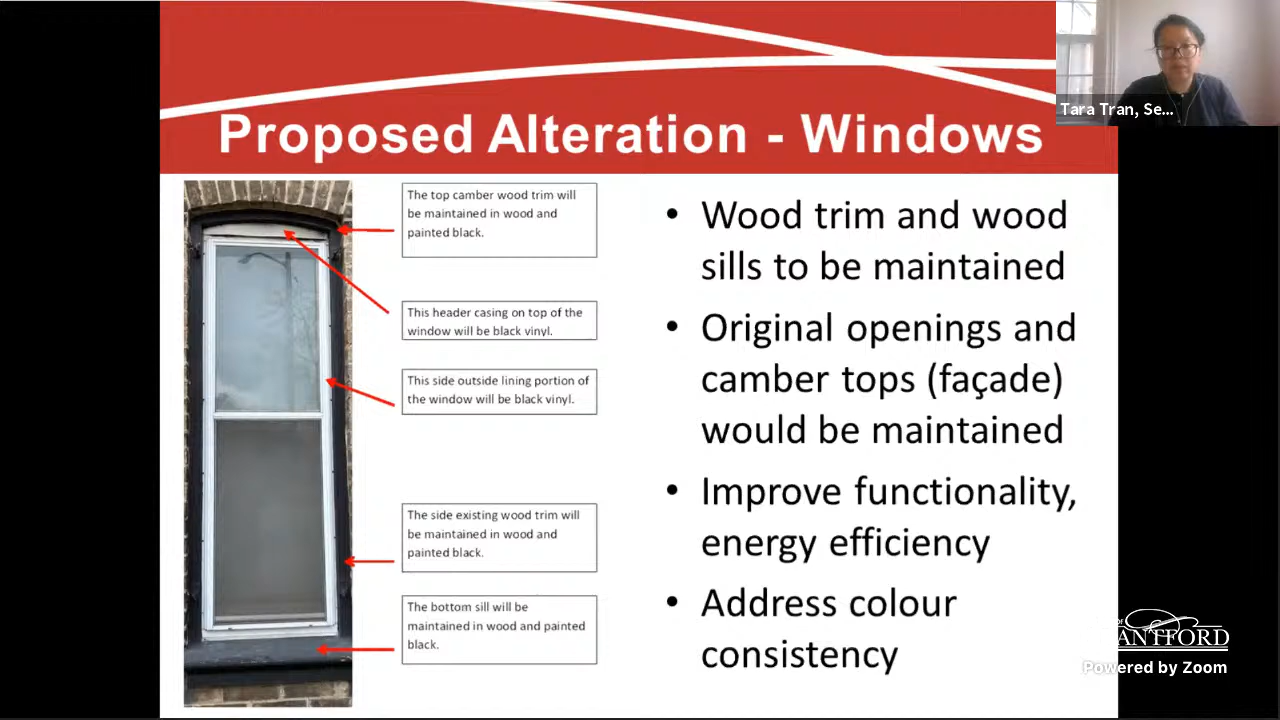 Proposed Alteration - Windows
Tara Tran, Se...
The top camber wood trim will
be maintained in wood and
painted black.
This header casing on top of the
window will be black vinyl.
This side outside lining portion of
the window will be black vinyl.
The side existing wood trim will
be maintained in wood and
painted black.
The bottom sill will be
maintained in wood and painted
black.
• Wood trim and wood
sills to be maintained
• Original openings and
camber tops (façade)
would be maintained
• Improve functionality,
energy efficiency
• Address colour
consistency
ANTFORD
Powered by Zoom